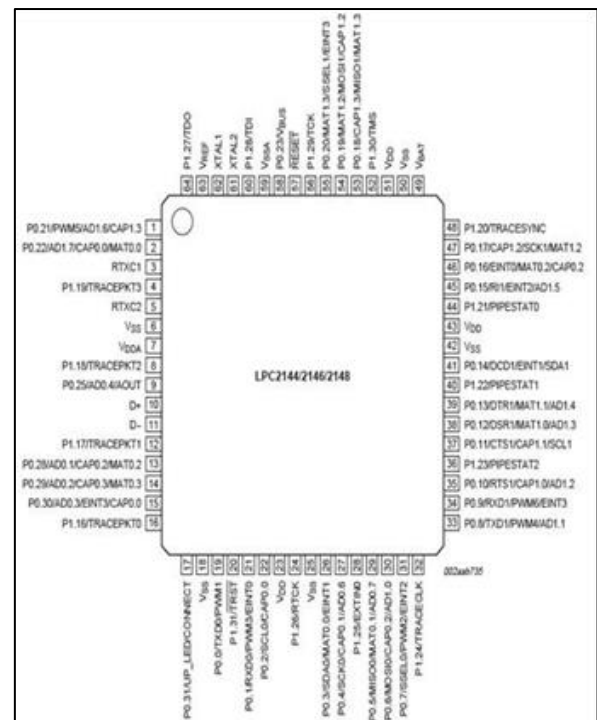 64 P1.27/TDO
63 VREF
62 XTAL1
61 XTAL2
60 P1.28/TDI
59 VSSA
58 P0.23/VBUS
57 RESET
56 P1.29/TCK
55 P0.20/MAT1.3/SSEL1/EINT3
54 P0.19/MAT1.2/MOSI1/CAP1.2
53 P0.18/CAP1.3/MISO1/MAT1.3
52 P1.30/TMS
51 VDD
50 VSS
49 VBAT
P0.21/PWM5/AD1.6/CAP1.3 1
P0.22/AD1.7/CAP0.0/MAT0.0 2
RTXC1 3
P1.19/TRACEPKT3 4
RTXC2 5
VSS 6
VDDA 7
P1.18/TRACEPKT2 8
P0.25/AD0.4/AOUT 9
D+ 10
D- 11
P1.17/TRACEPKT1 12
P0.28/AD0.1/CAP0.2/MAT0.2 13
P0.29/AD0.2/CAP0.3/MAT0.3 14
P0.30/AD0.3/EINT3/CAP0.0 15
P1.16/TRACEPKT0 16
LPC2144/2146/2148
48 P1.20/TRACESYNC
47 P0.17/CAP1.2/SCK1/MAT1.2
46 P0.16/EINT0/MAT0.2/CAP0.2
45 P0.15/RI1/EINT2/AD1.5
44 P1.21/PIPESTAT0
43 VDD
42 VSS
41 P0.14/DCD1/EINT1/SDA1
40 P1.22/PIPESTAT1
39 P0.13/DTR1/MAT1.1/AD1.4
38 P0.12/DSR1/MAT1.0/AD1.3
37 P0.11/CTS1/CAP1.1/SCL1
36 P1.23/PIPESTAT2
35 P0.10/RTS1/CAP1.0/AD1.2
34 P0.9/RXD1/PWM6/EINT3
33 P0.8/TXD1/PWM4/AD1.1
17 P0.31/UP_LED/CONNECT
18 VSS
19 P0.0/TXD0/PWM1
20 P1.31/TRST
21 P0.1/RXD0/PWM3/EINT0
22 P0.2/SCL0/CAP0.0
23 VDD
24 P1.26/RTCK
25 VSS
26 P0.3/SDA0/MAT0.0/EINT1
27 P0.4/SCK0/CAP0.1/AD0.6
28 P1.25/EXTIN0
29 P0.5/MISO0/MAT0.1/AD0.7
30 P0.6/MOSI0/CAP0.2/AD1.0
31 P0.7/SSEL0/PWM2/EINT2
32 P1.24/TRACECLK
002aab735